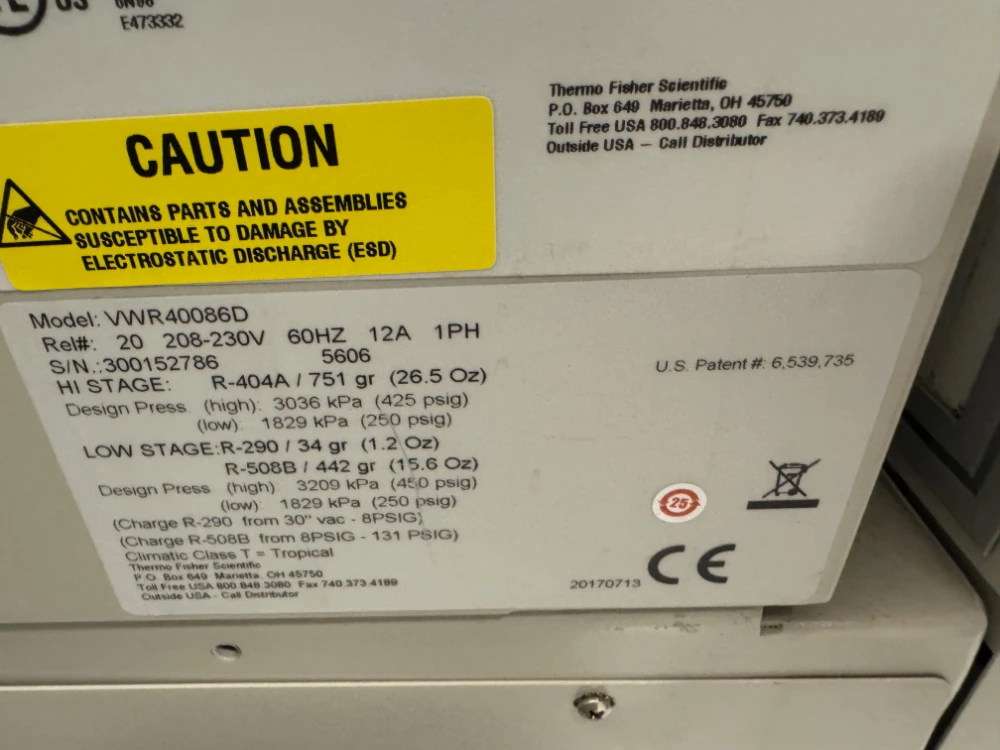 US
E473332
Thermo Fisher Scientific
P.O. Box 649 Marietta, OH 45750
Toll Free USA 800.848.3080 Fax 740.373.4189
Outside USA – Call Distributor
CAUTION
CONTAINS PARTS AND ASSEMBLIES
SUSCEPTIBLE TO DAMAGE BY
ELECTROSTATIC DISCHARGE (ESD)
Model: VWR40086D
Rel#: 20 208-230V 60HZ 12A 1PH
S/N.:300152786 5606
HI STAGE: R-404A / 751 gr (26.5 Oz)
Design Press (high): 3036 kPa (425 psig)
(low): 1829 kPa (250 psig)
LOW STAGE:R-290 / 34 gr (1.2 Oz)
R-508B / 442 gr (15.6 Oz)
Design Press (high) 3209 kPa (450 psig)
(low): 1829 kPa (250 psig)
(Charge R-290 from 30" vac - 8PSIG)
(Charge R-508B from 8PSIG - 131 PSIG)
Climatic Class T = Tropical
Thermo Fisher Scientific
P.O. Box 649 Marietta, OH 45750
Toll Free USA 800.848.3080 Fax 740.373.4189
Outside USA - Call Distributor
U.S. Patent #: 6,539,735
25
20170713
CE